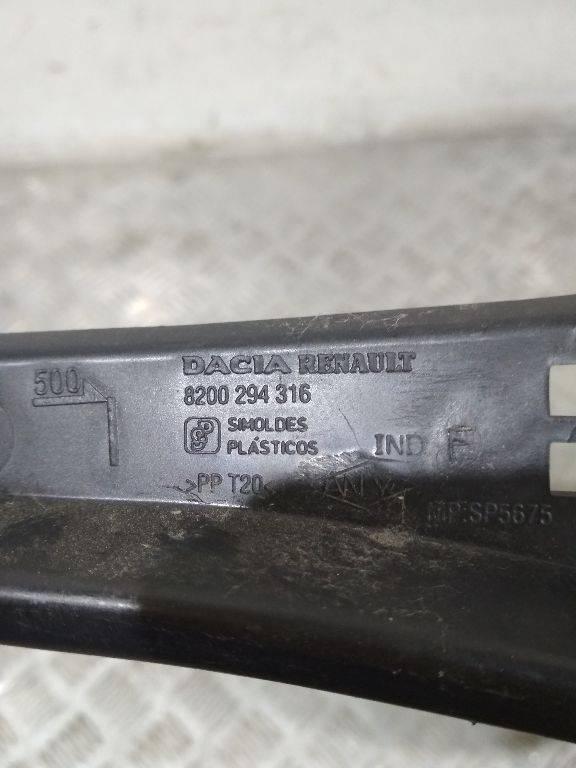 500
DACIA RENAULT
8200 294 316
SIMOLDES
PLÁSTICOS
IND F
>PP T20<
MP:SP5675